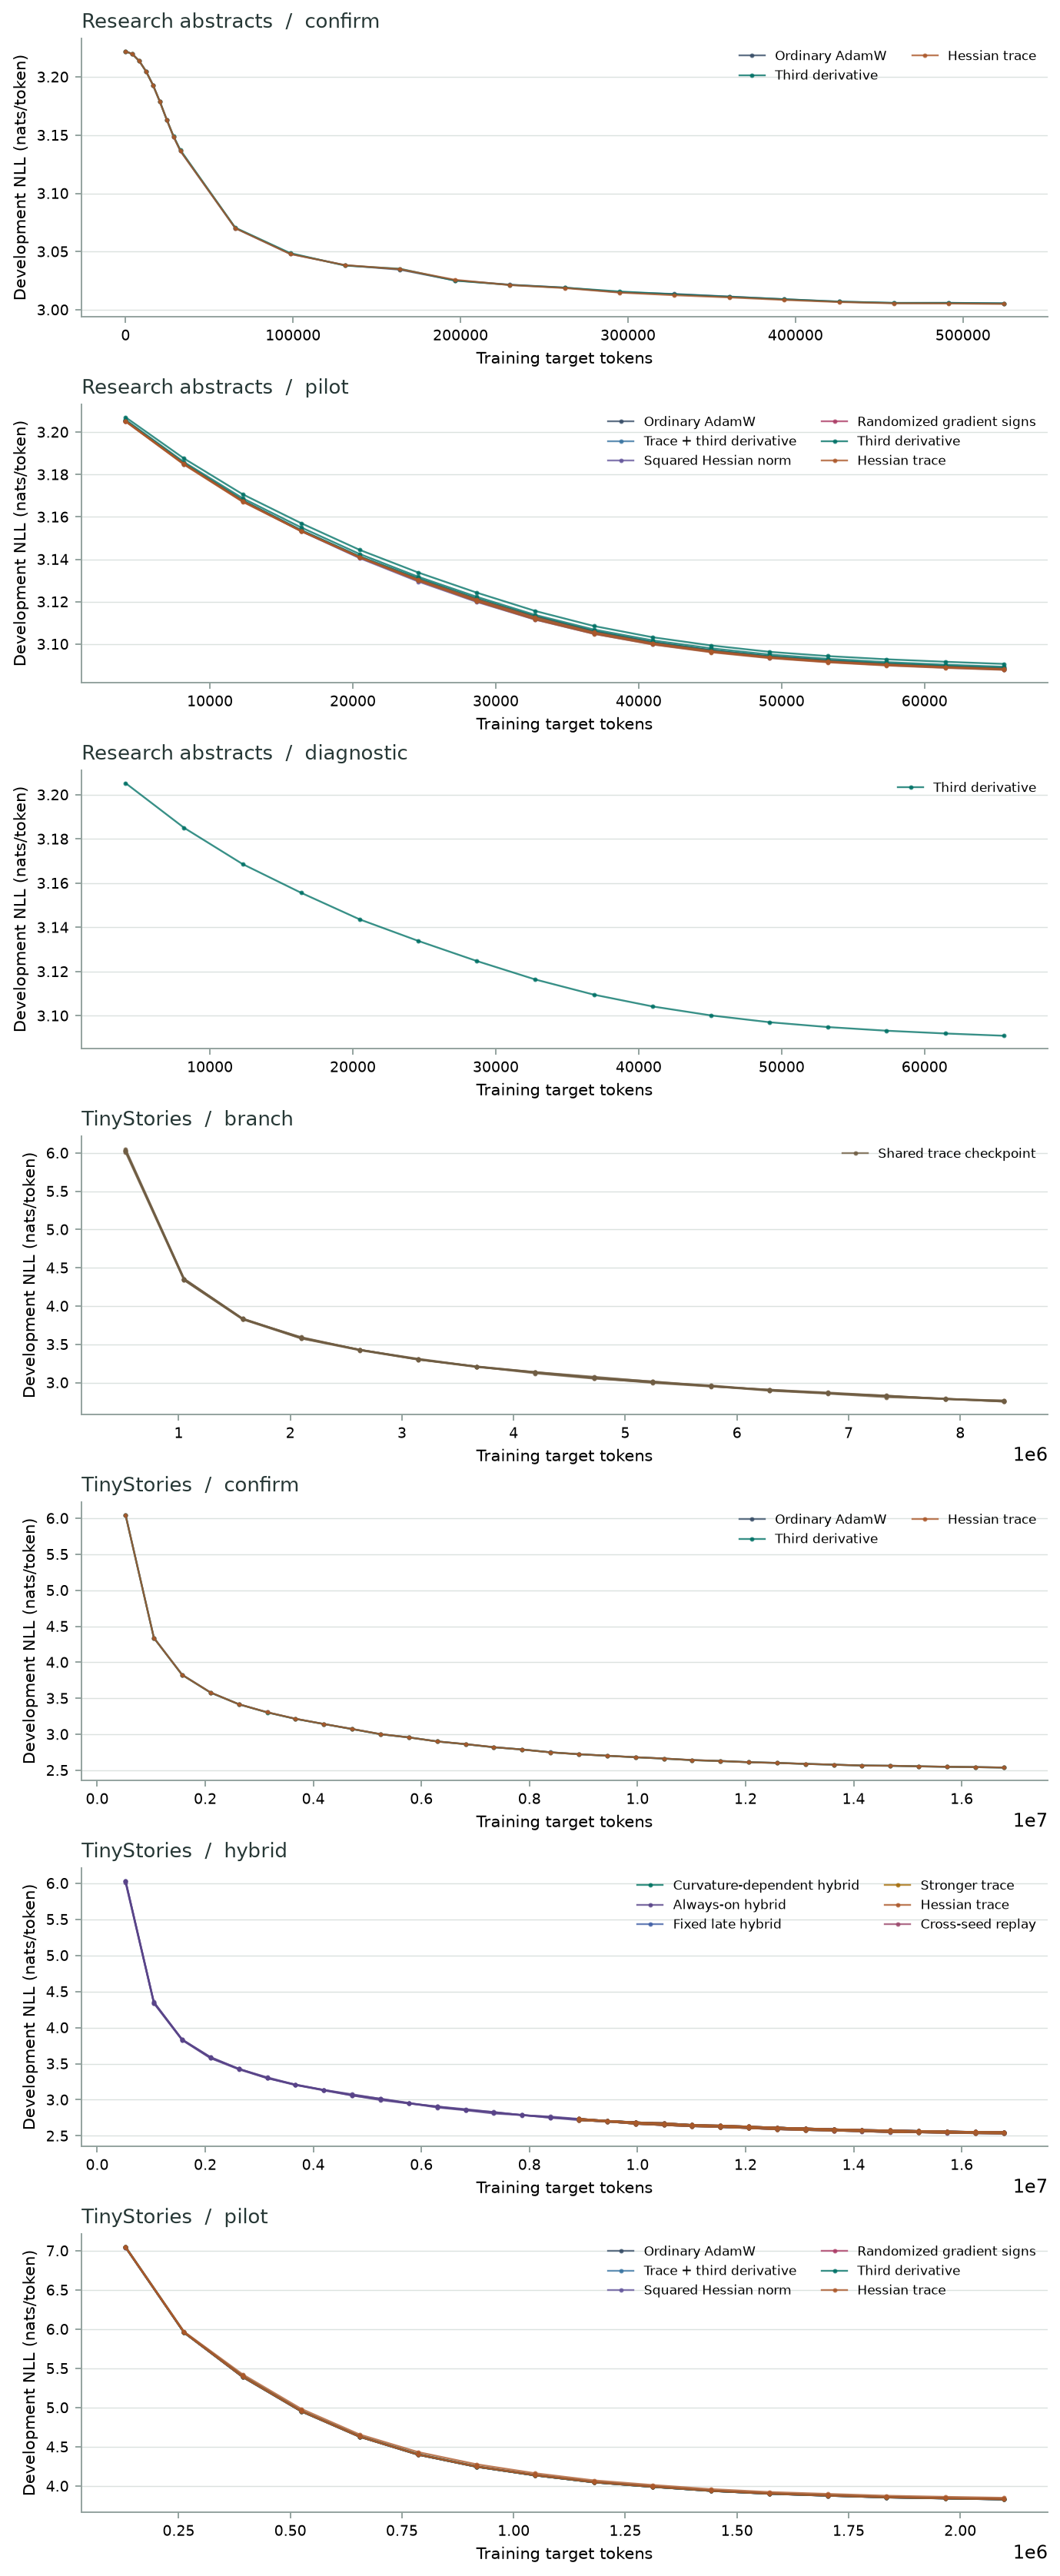 Research abstracts / confirm
Development NLL (nats/token)
3.20
3.15
3.10
3.05
3.00
Ordinary AdamW
Third derivative
Hessian trace
0 100000 200000 300000 400000 500000
Training target tokens
Research abstracts / pilot
Development NLL (nats/token)
3.20
3.18
3.16
3.14
3.12
3.10
Ordinary AdamW
Trace + third derivative
Squared Hessian norm
Randomized gradient signs
Third derivative
Hessian trace
10000 20000 30000 40000 50000 60000
Training target tokens
Research abstracts / diagnostic
Development NLL (nats/token)
3.20
3.18
3.16
3.14
3.12
3.10
Third derivative
10000 20000 30000 40000 50000 60000
Training target tokens
TinyStories / branch
Development NLL (nats/token)
6.0
5.5
5.0
4.5
4.0
3.5
3.0
Shared trace checkpoint
1 2 3 4 5 6 7 8
1e6
Training target tokens
TinyStories / confirm
Development NLL (nats/token)
6.0
5.5
5.0
4.5
4.0
3.5
3.0
2.5
Ordinary AdamW
Third derivative
Hessian trace
0.0 0.2 0.4 0.6 0.8 1.0 1.2 1.4 1.6
1e7
Training target tokens
TinyStories / hybrid
Development NLL (nats/token)
6.0
5.5
5.0
4.5
4.0
3.5
3.0
2.5
Curvature-dependent hybrid
Always-on hybrid
Fixed late hybrid
Stronger trace
Hessian trace
Cross-seed replay
0.0 0.2 0.4 0.6 0.8 1.0 1.2 1.4 1.6
1e7
Training target tokens
TinyStories / pilot
Development NLL (nats/token)
7.0
6.5
6.0
5.5
5.0
4.5
4.0
Ordinary AdamW
Trace + third derivative
Squared Hessian norm
Randomized gradient signs
Third derivative
Hessian trace
0.25 0.50 0.75 1.00 1.25 1.50 1.75 2.00
1e6
Training target tokens